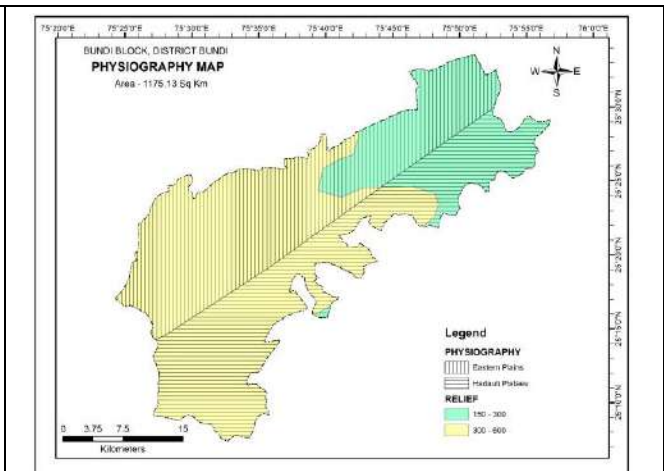 75°20'0"E 75°25'0"E 75°30'0"E 75°35'0"E 75°40'0"E 75°45'0"E 75°50'0"E 75°55'0"E 76°0'0"E
BUNDI BLOCK, DISTRICT BUNDI
PHYSIOGRAPHY MAP
Area - 1175.13 Sq Km
N
W E
S
25°30'0"N
25°25'0"N
25°20'0"N
25°15'0"N
25°10'0"N
Legend
PHYSIOGRAPHY
Eastern Plains
Hadauti Plateau
RELIEF
150 - 300
300 - 600
0 3.75 7.5 15
Kilometers